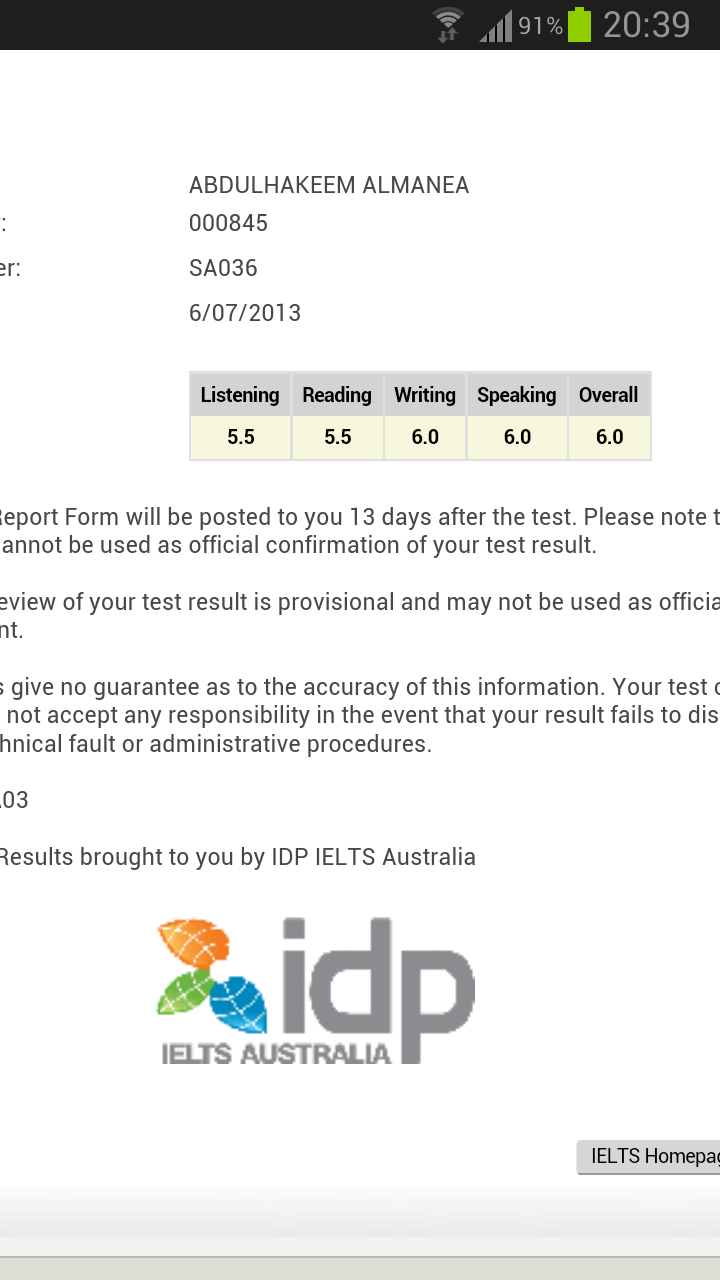 91% 20:39
ABDULHAKEEM ALMANEA
: 000845
er: SA036
6/07/2013
Listening Reading Writing Speaking Overall
5.5 5.5 6.0 6.0 6.0
Report Form will be posted to you 13 days after the test. Please note t
annot be used as official confirmation of your test result.
eview of your test result is provisional and may not be used as officia
nt.
s give no guarantee as to the accuracy of this information. Your test c
not accept any responsibility in the event that your result fails to dis
hnical fault or administrative procedures.
A03
Results brought to you by IDP IELTS Australia
idp
IELTS AUSTRALIA
IELTS Homepag